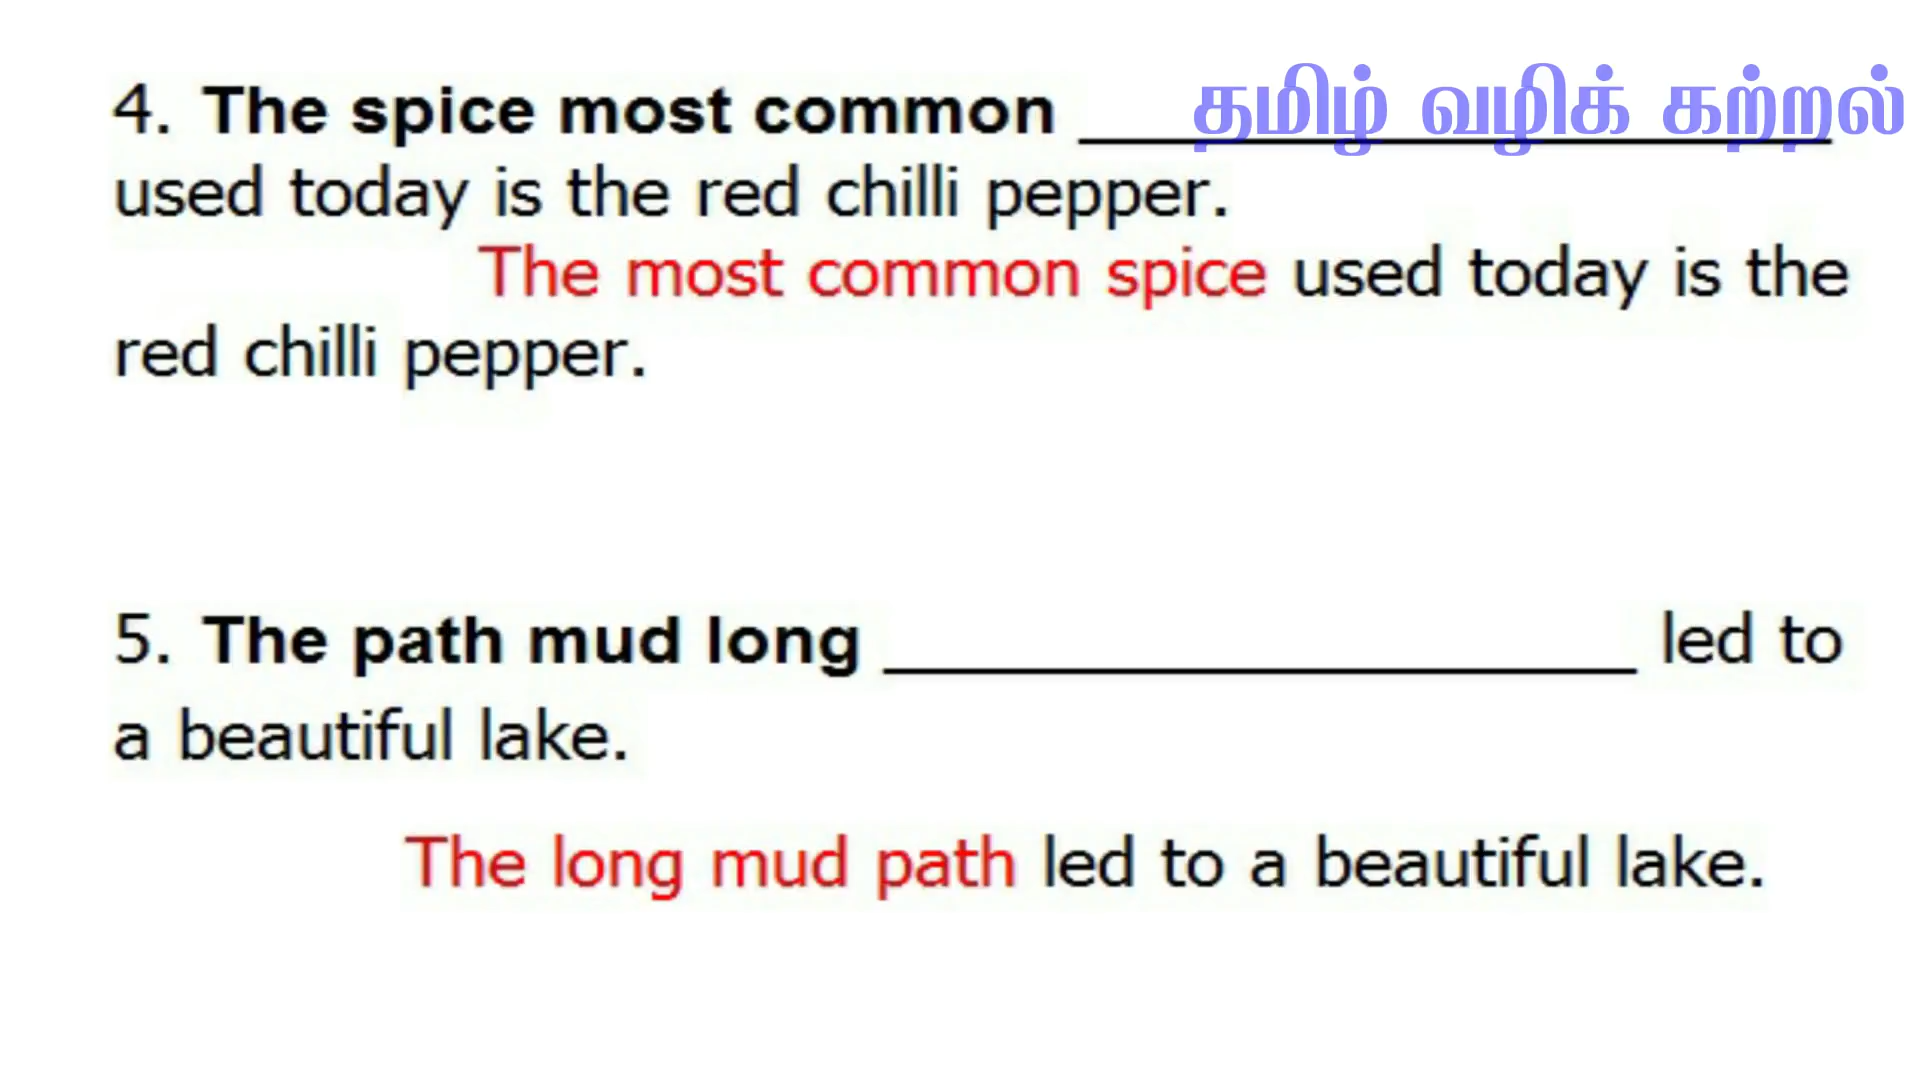 தமிழ் வழிக் கற்றல்
4. The spice most common ____________________
used today is the red chilli pepper.
The most common spice used today is the
red chilli pepper.
5. The path mud long ____________________ led to
a beautiful lake.
The long mud path led to a beautiful lake.